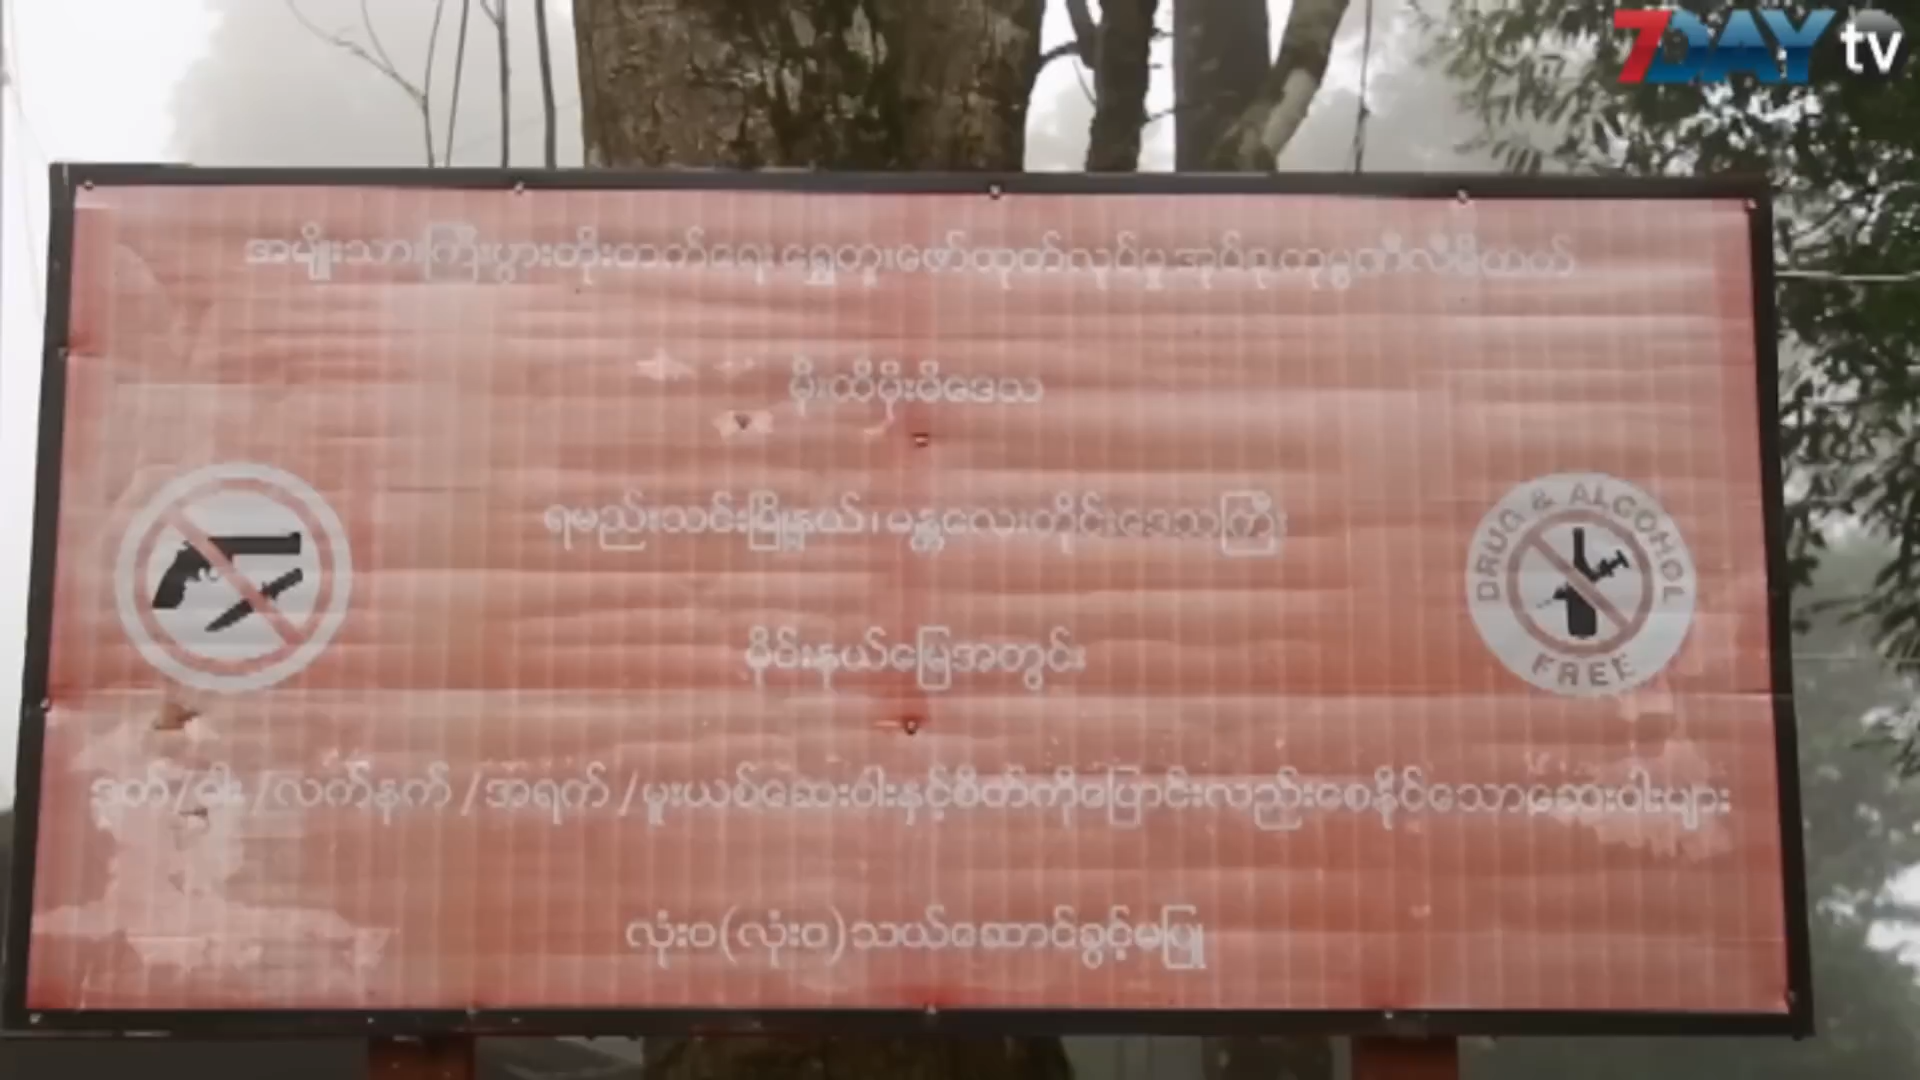 7DAY tv
အမျိုးသားကြီးပွားတိုးတက်ရေးရွှေတူးဖော်ထုတ်လုပ်မှုအုပ်စုကုမ္ပဏီလီမိတက်
မိုးထိမိုးမိဒေသ
ရမည်းသင်းမြို့နယ်၊မန္တလေးတိုင်းဒေသကြီး
မိုင်းနယ်မြေအတွင်း
ဒုတ်/ဓါး/လက်နက်/အရက်/မူးယစ်ဆေးဝါးနှင့်စိတ်ကိုပြောင်းလည်းစေနိုင်သောဆေးဝါးများ
လုံးဝ(လုံးဝ)သယ်ဆောင်ခွင့်မပြု
DRUG & ALCOHOL
FREE